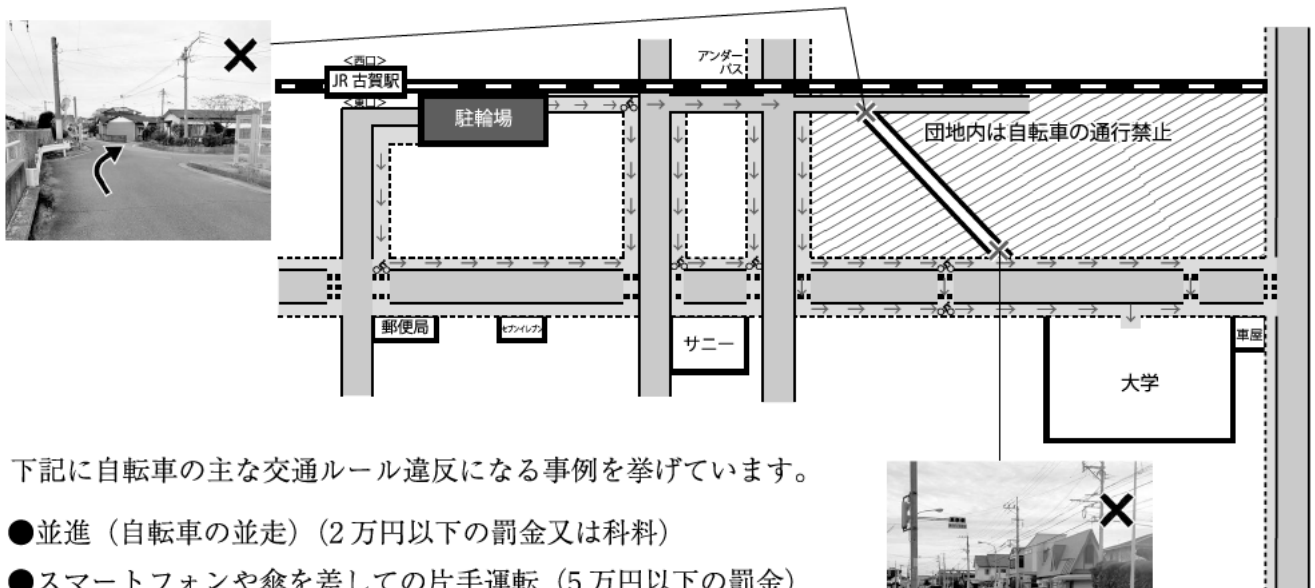 <西口>
JR 古賀駅
<東口>
駐輪場
アンダー
パス
団地内は自転車の通行禁止
郵便局
セブンイレブン
サニー
大学
車屋
下記に自転車の主な交通ルール違反になる事例を挙げています。
●並進（自転車の並走）（2万円以下の罰金又は科料）
●スマートフォンや傘を差しての片手運転（5万円以下の罰金）